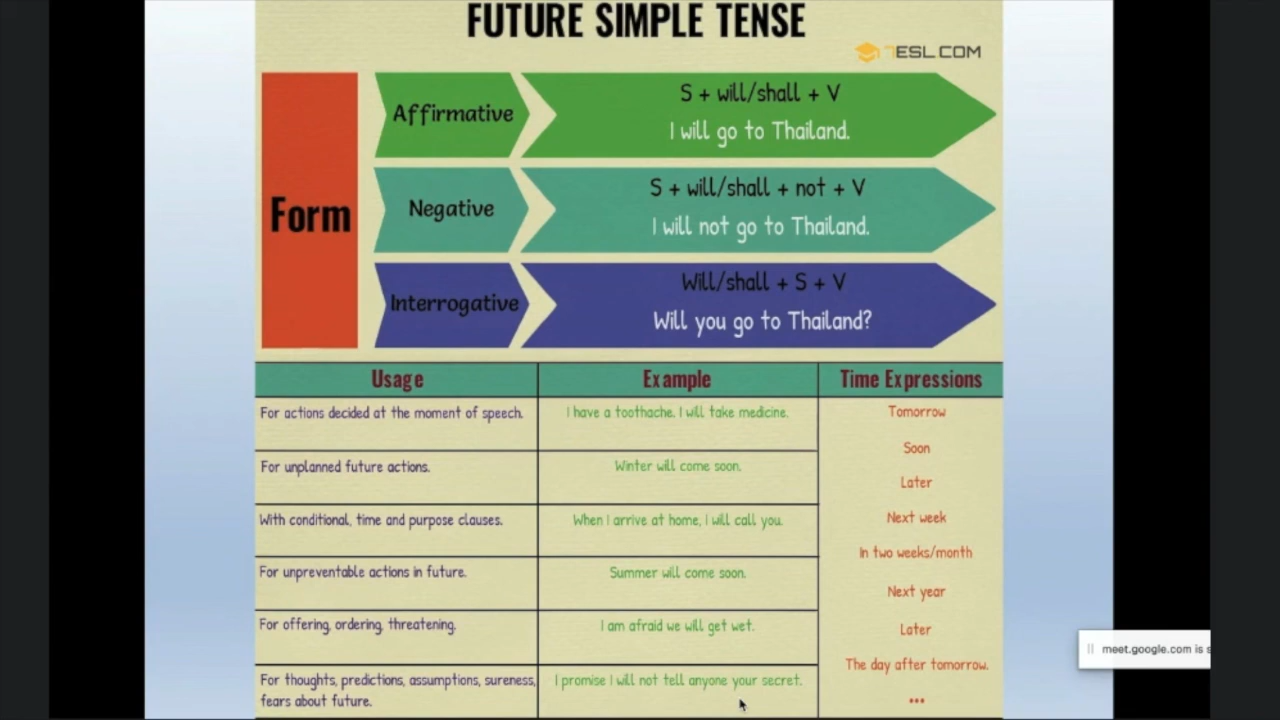 FUTURE SIMPLE TENSE
7ESL.COM
Form
Affirmative
S + will/shall + V
I will go to Thailand.
Negative
S + will/shall + not + V
I will not go to Thailand.
Interrogative
Will/shall + S + V
Will you go to Thailand?
Usage
Example
Time Expressions
For actions decided at the moment of speech.
I have a toothache. I will take medicine.
For unplanned future actions.
Winter will come soon.
With conditional, time and purpose clauses.
When I arrive at home, I will call you.
For unpreventable actions in future.
Summer will come soon.
For offering, ordering, threatening.
I am afraid we will get wet.
For thoughts, predictions, assumptions, sureness,
fears about future.
I promise I will not tell anyone your secret.
Tomorrow
Soon
Later
Next week
In two weeks/month
Next year
Later
The day after tomorrow.
...
meet.google.com is